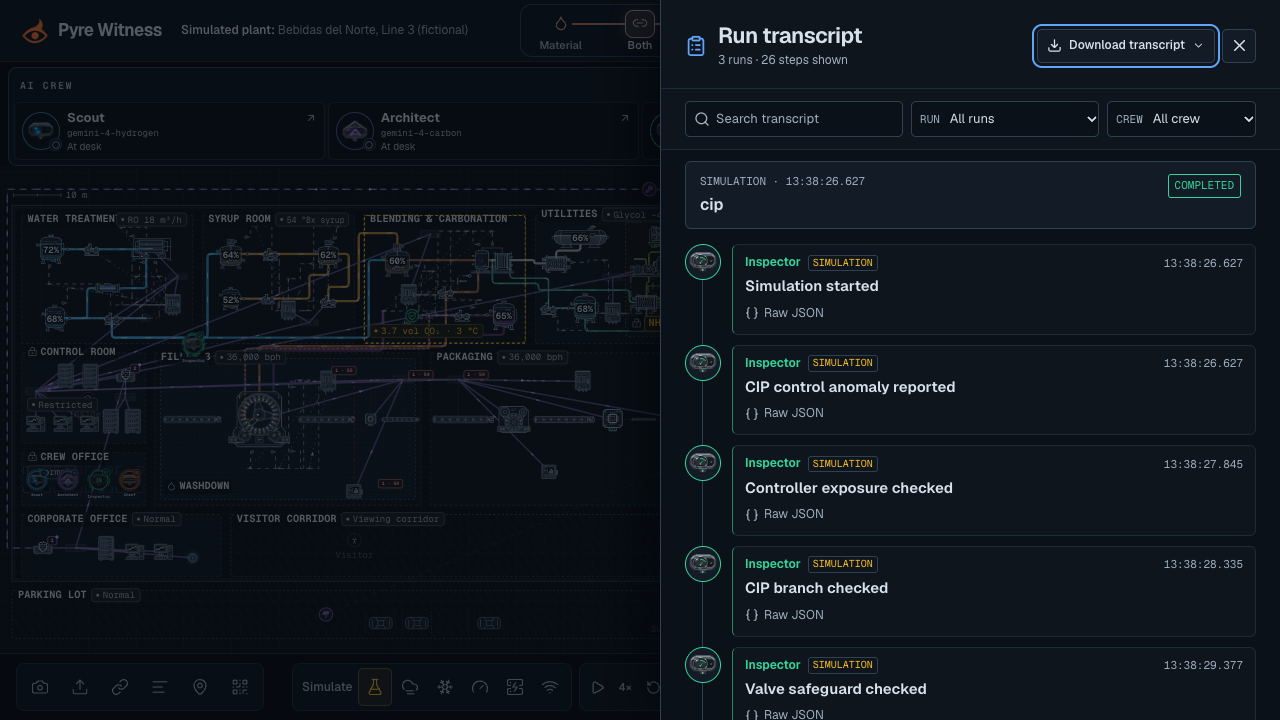 Pyre Witness
Simulated plant: Bebidas del Norte, Line 3 (fictional)
Material
Both
AI CREW
Scout
gemini-4-hydrogen
At desk
Architect
gemini-4-carbon
At desk
10 m
WATER TREATMENT
RO 18 m³/h
SYRUP ROOM
54 °Bx syrup
BLENDING & CARBONATION
UTILITIES
72%
68%
64%
62%
52%
60%
65%
3.7 vol CO₂ · 3 °C
66%
68%
CONTROL ROOM
Restricted
36,000 bph
PACKAGING
36,000 bph
CREW OFFICE
WASHDOWN
CORPORATE OFFICE
Normal
VISITOR CORRIDOR
Viewing corridor
Visitor
PARKING LOT
Normal
Simulate
4×
Run transcript
3 runs · 26 steps shown
Download transcript
Search transcript
RUN All runs
CREW All crew
SIMULATION · 13:38:26.627
COMPLETED
cip
Inspector SIMULATION 13:38:26.627
Simulation started
{ } Raw JSON
Inspector SIMULATION 13:38:26.627
CIP control anomaly reported
{ } Raw JSON
Inspector SIMULATION 13:38:27.845
Controller exposure checked
{ } Raw JSON
Inspector SIMULATION 13:38:28.335
CIP branch checked
{ } Raw JSON
Inspector SIMULATION 13:38:29.377
Valve safeguard checked
{ } Raw JSON